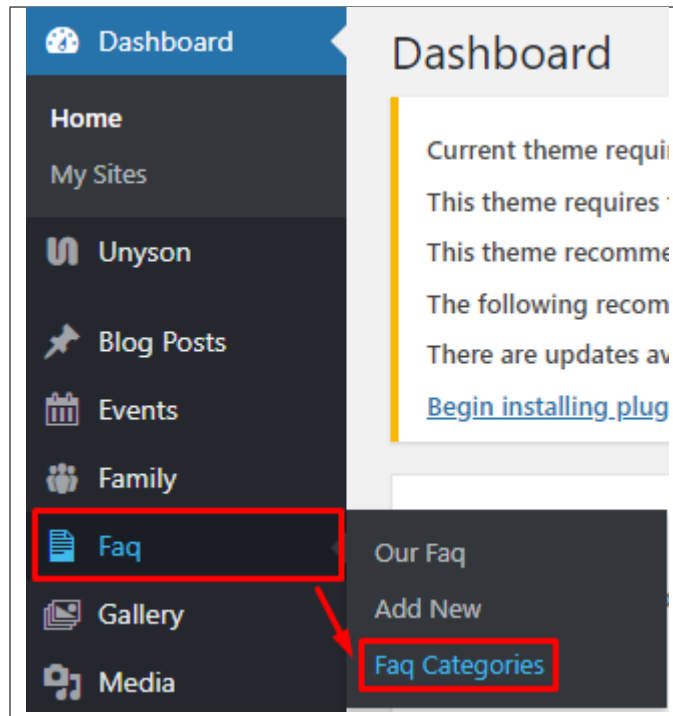 Dashboard
Home
My Sites
Unyson
Blog Posts
Events
Family
Faq
Gallery
Media
Dashboard
Current theme requi
This theme requires
This theme recomme
The following recom
There are updates av
Begin installing plug
Our Faq
Add New
Faq Categories